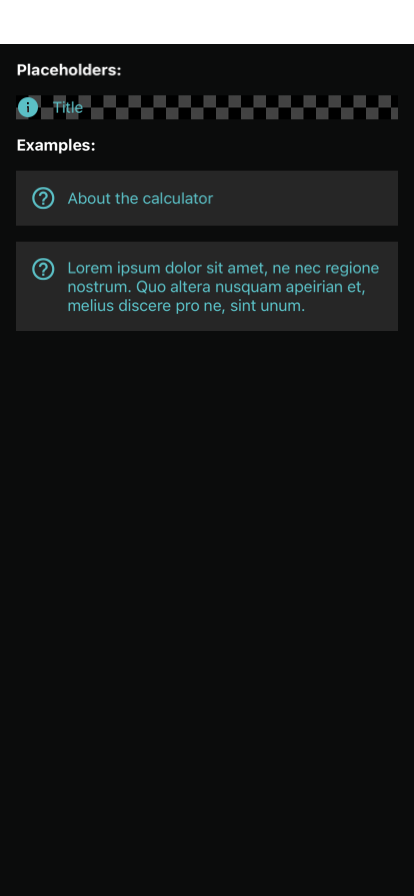 Placeholders:
Title
Examples:
About the calculator
Lorem ipsum dolor sit amet, ne nec regione
nostrum. Quo altera nusquam apeirian et,
melius discere pro ne, sint unum.